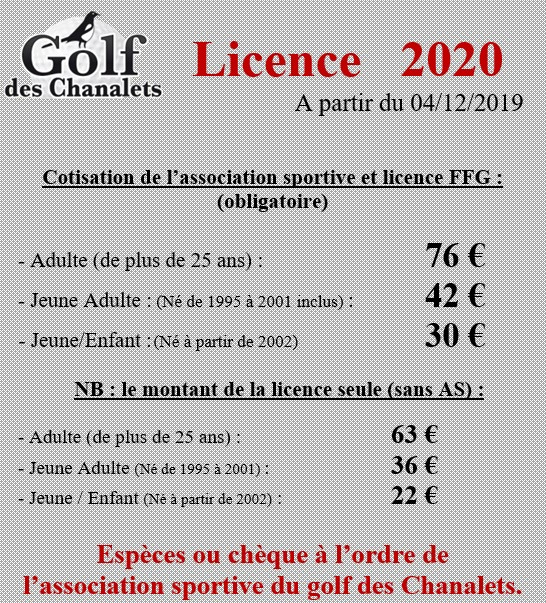 Golf
des Chanalets
Licence 2020
A partir du 04/12/2019
Cotisation de l’association sportive et licence FFG :
(obligatoire)
- Adulte (de plus de 25 ans) : 76 €
- Jeune Adulte : (Né de 1995 à 2001 inclus) : 42 €
- Jeune/Enfant : (Né à partir de 2002) 30 €
NB : le montant de la licence seule (sans AS) :
- Adulte (de plus de 25 ans) : 63 €
- Jeune Adulte (Né de 1995 à 2001) : 36 €
- Jeune / Enfant (Né à partir de 2002) : 22 €
Espèces ou chèque à l’ordre de
l’association sportive du golf des Chanalets.